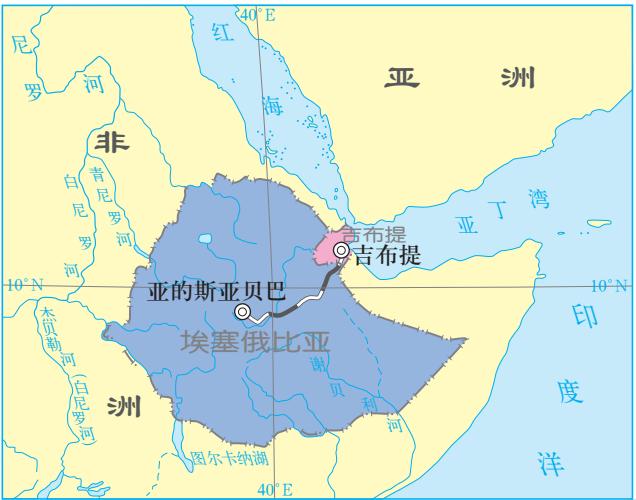 40°E
尼罗河
红海
亚洲
非
白尼罗河
青尼罗河
亚丁湾
吉布提
吉布提
10°N
10°N
亚的斯亚贝巴
埃塞俄比亚
印度洋
杰贝勒河(白尼罗河)
谢贝利河
洲
图尔卡纳湖
40°E